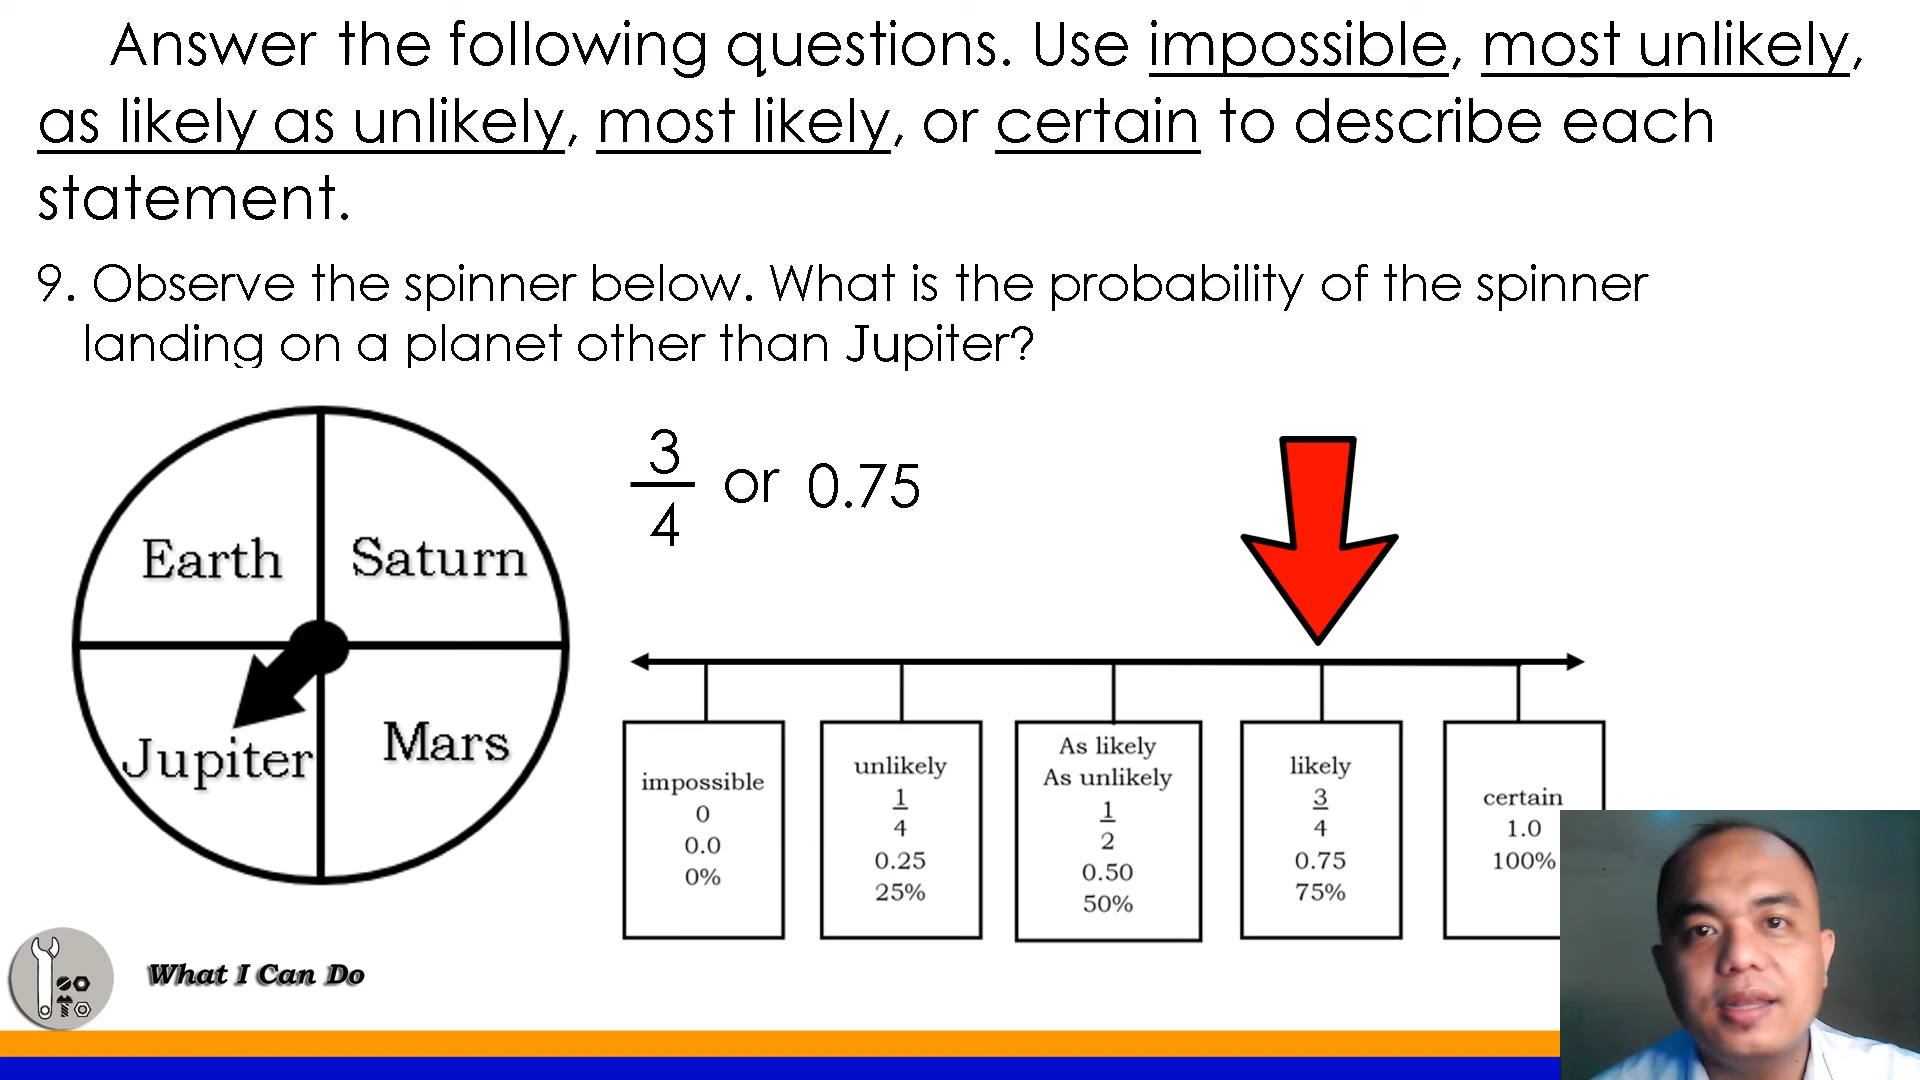 Answer the following questions. Use impossible, most unlikely,
as likely as unlikely, most likely, or certain to describe each
statement.
9. Observe the spinner below. What is the probability of the spinner
landing on a planet other than Jupiter?
3
4
or 0.75
Earth
Saturn
Jupiter
Mars
impossible
0
0.0
0%
unlikely
1
4
0.25
25%
As likely
As unlikely
1
2
0.50
50%
likely
3
4
0.75
75%
certain
1.0
100%
What I Can Do